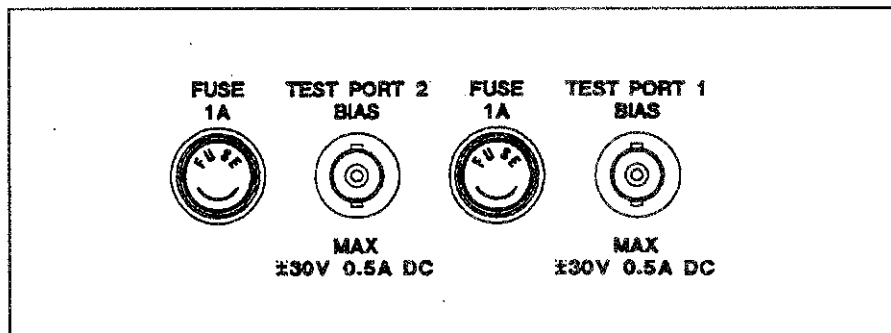 FUSE TEST PORT 2 FUSE TEST PORT 1
1A BIAS 1A BIAS
FUSE FUSE
MAX MAX
±30V 0.5A DC ±30V 0.5A DC